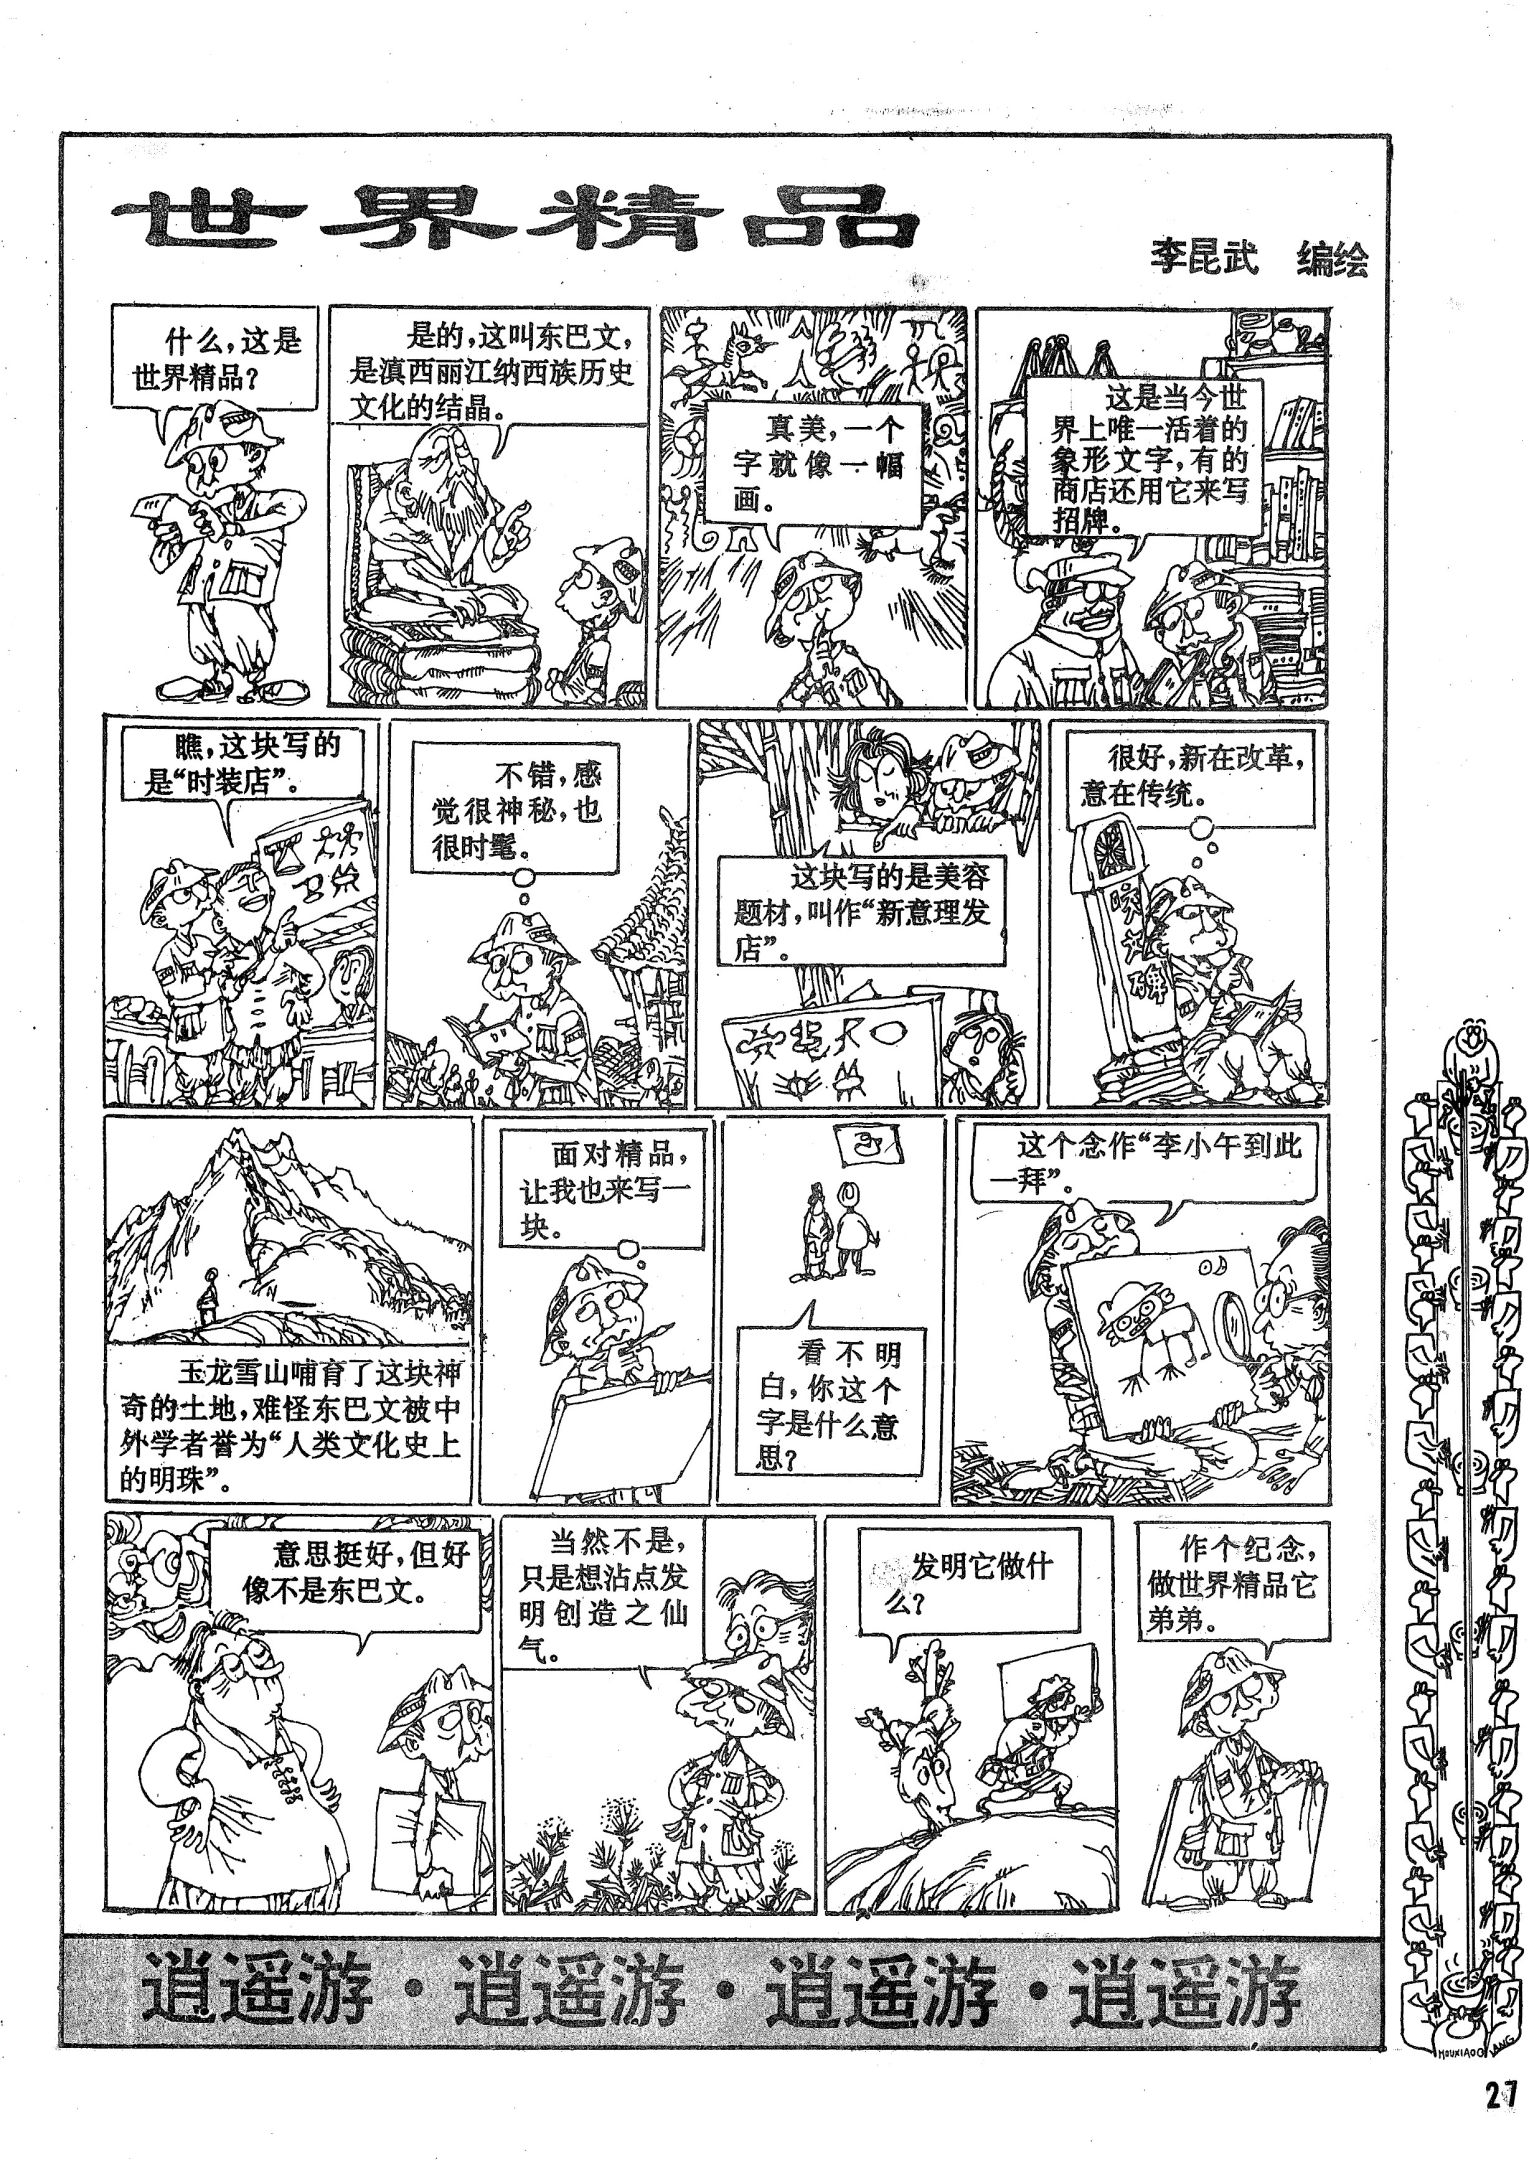 世界精品
李昆武 编绘
什么，这是
世界精品？
是的，这叫东巴文，
是滇西丽江纳西族历史
文化的结晶。
真美，一个
字就像一幅
画。
这是当今世
界上唯一活着的
象形文字，有的
商店还用它来写
招牌。
瞧，这块写的
是“时装店”。
不错，感
觉很神秘，也
很时髦。
这块写的是美容
题材，叫作“新意理发
店”。
很好，新在改革，
意在传统。
玉龙雪山哺育了这块神
奇的土地，难怪东巴文被中
外学者誉为“人类文化史上
的明珠”。
面对精品，
让我也来写一
块。
看不明
白，你这个
字是什么意
思？
这个念作“李小午到此
一拜”。
意思挺好，但好
像不是东巴文。
当然不是，
只是想沾点发
明创造之仙
气。
发明它做什
么？
作个纪念，
做世界精品它
弟弟。
逍遥游·逍遥游·逍遥游·逍遥游
27